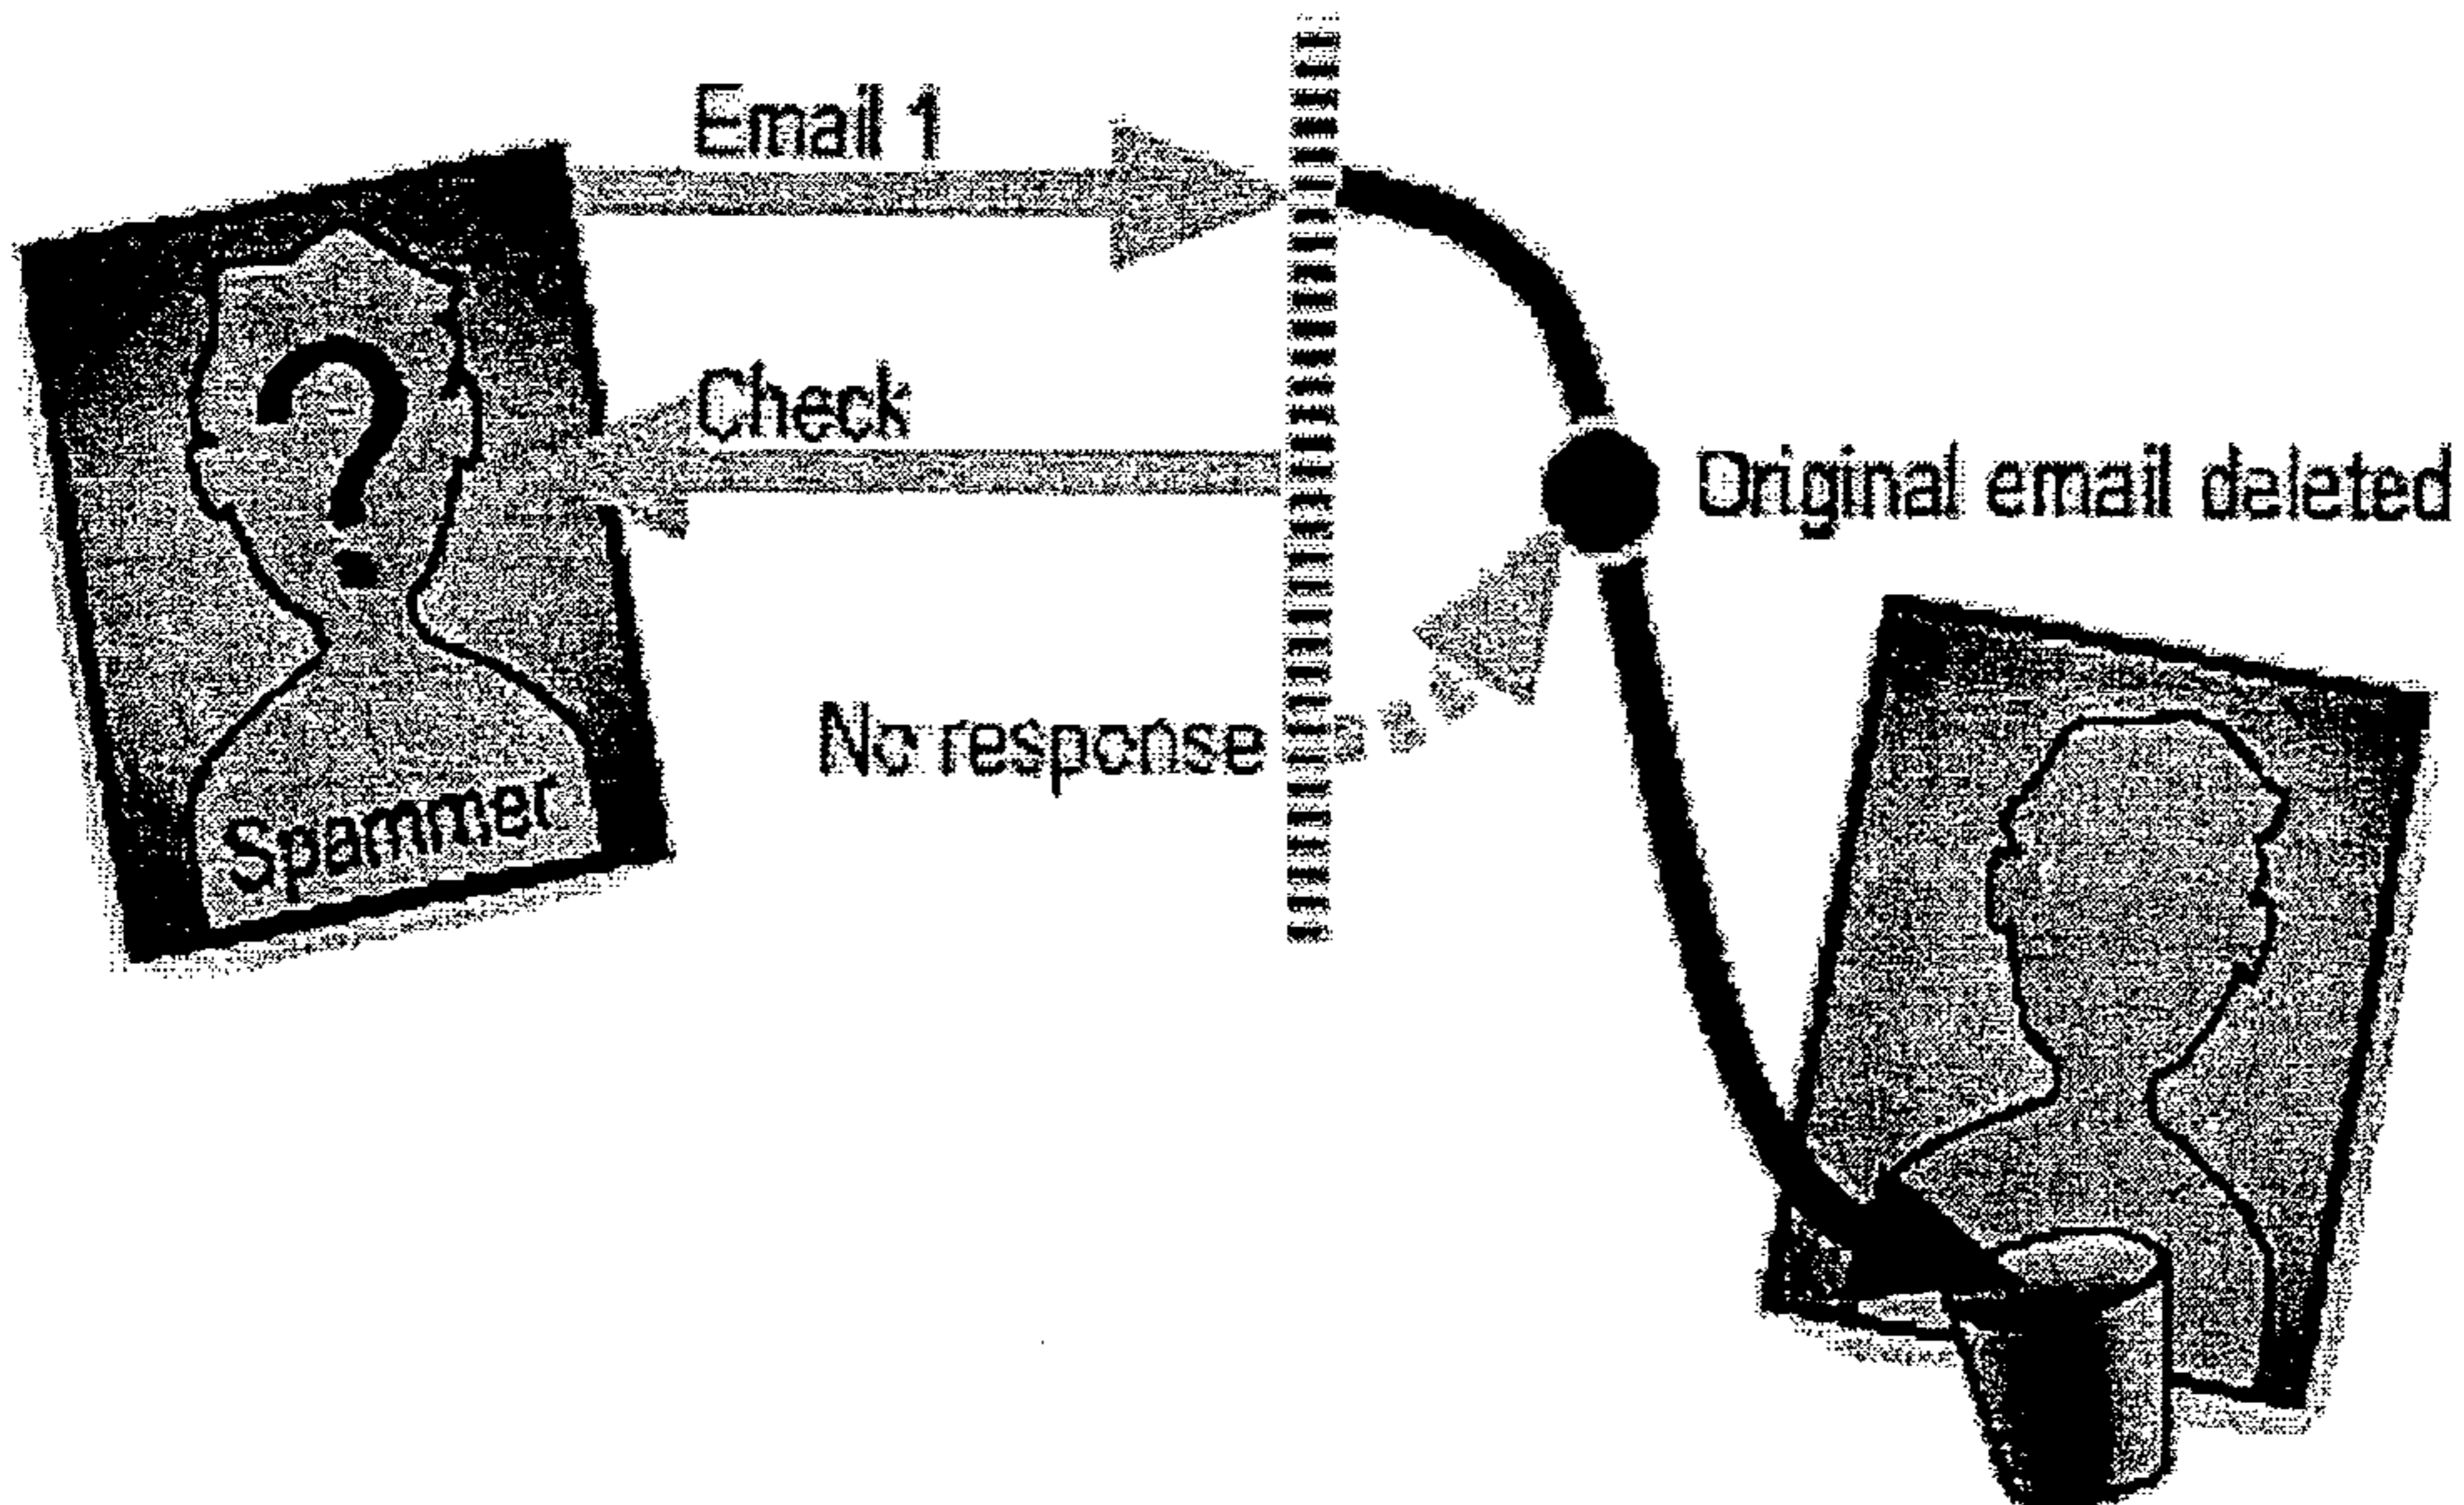 Email 1
Check
Original email deleted
No response
Spammer
?